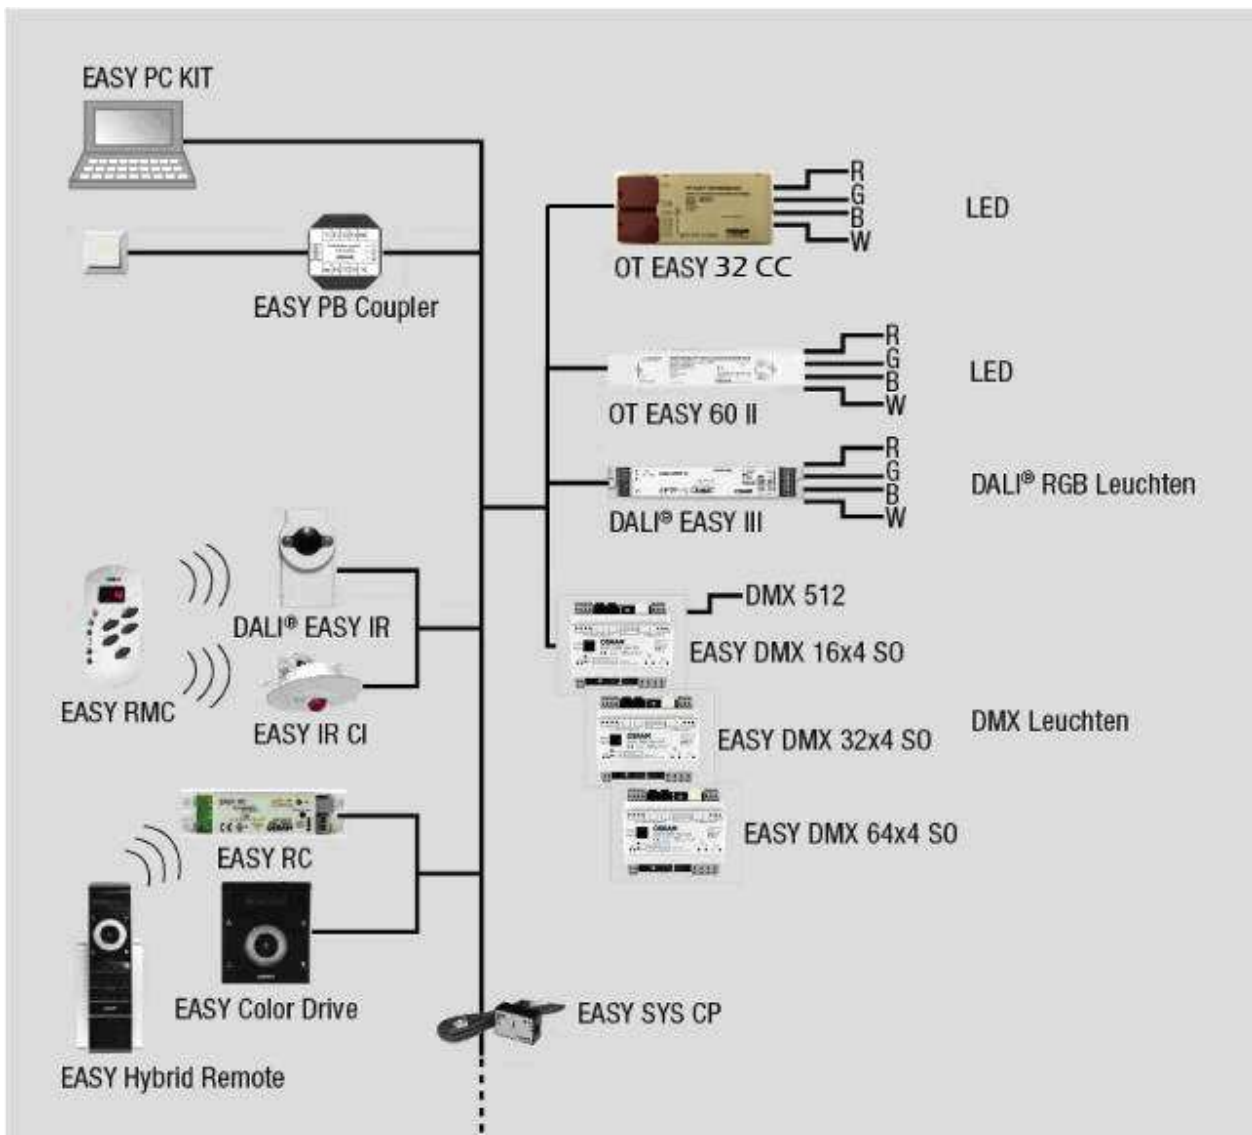 EASY PC KIT
EASY PB Coupler
R
G
B
W
LED
OT EASY 32 CC
R
G
B
W
LED
OT EASY 60 II
R
G
B
W
DALI® RGB Leuchten
DALI® EASY III
DALI® EASY IR
DMX 512
EASY DMX 16x4 SO
OSRAM
EASY RMC
EASY IR CI
EASY DMX 32x4 SO
OSRAM
DMX Leuchten
EASY RC
EASY DMX 64x4 SO
OSRAM
EASY Color Drive
EASY SYS CP
EASY Hybrid Remote